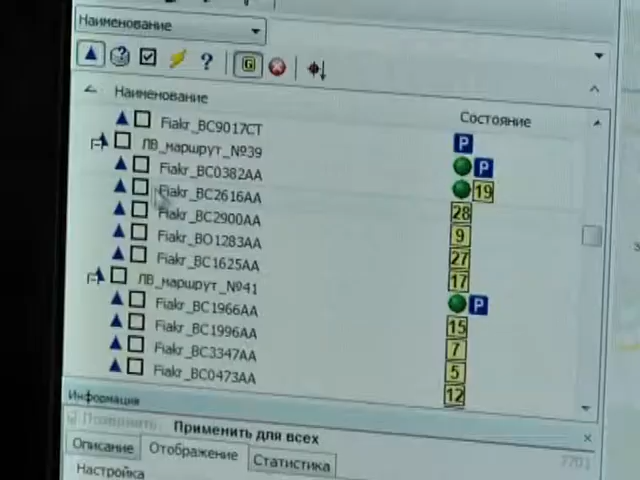 Наименование
Наименование Состояние
Fiakr_BC9017CT P
ЛВ_маршрут_№39
Fiakr_BC0382AA P
Fiakr_BC2616AA 19
Fiakr_BC2900AA 28
Fiakr_BO1283AA 9
Fiakr_BC1625AA 27
ЛВ_маршрут_№41 17
Fiakr_BC1966AA P
Fiakr_BC1996AA 15
Fiakr_BC3347AA 7
Fiakr_BC0473AA 5
12
Информация
Применить для всех
Описание Отображение Статистика
Настройка